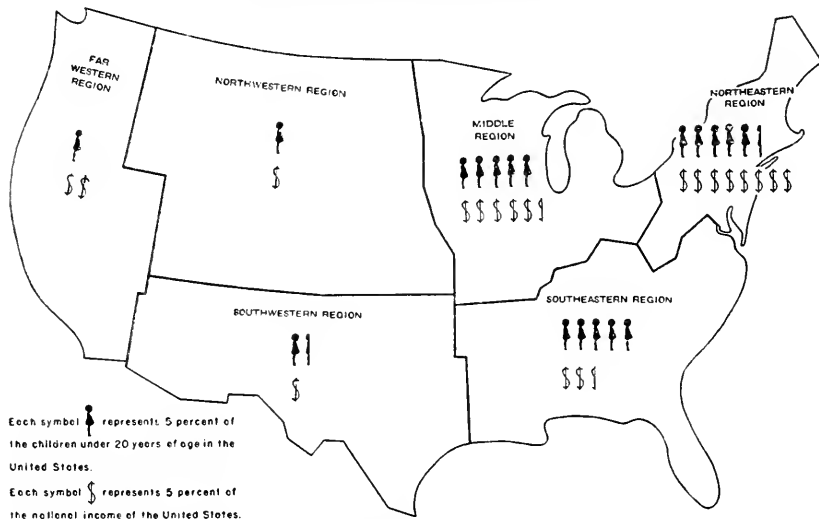 FAR
WESTERN
REGION
NORTHWESTERN REGION
MIDDLE
REGION
NORTHEASTERN
REGION
SOUTHWESTERN REGION
SOUTHEASTERN REGION
Each symbol represents 5 percent of
the children under 20 years of age in the
United States.
Each symbol $ represents 5 percent of
the national income of the United States.